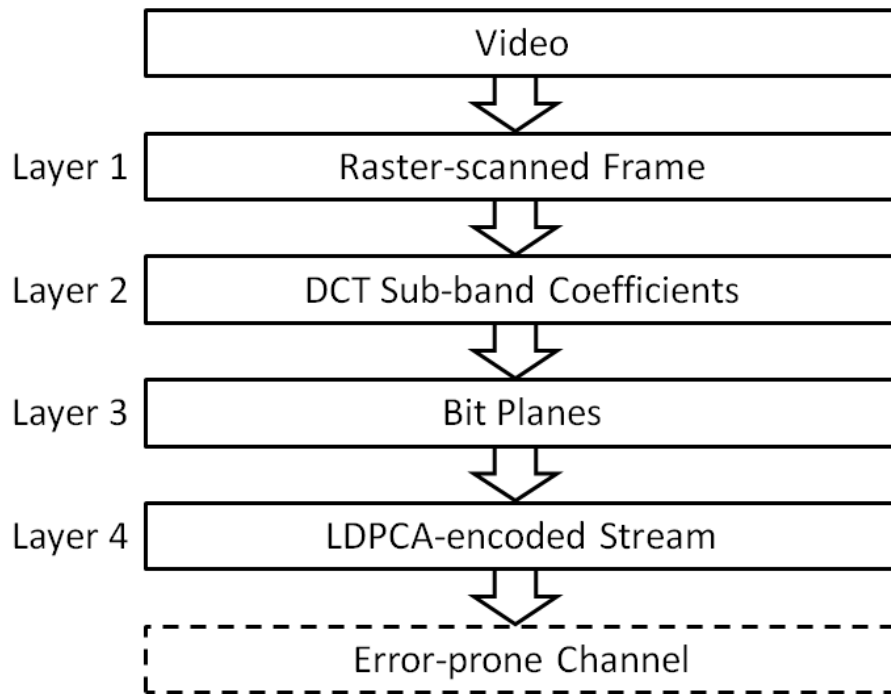 Video
Layer 1 Raster-scanned Frame
Layer 2 DCT Sub-band Coefficients
Layer 3 Bit Planes
Layer 4 LDPCA-encoded Stream
Error-prone Channel